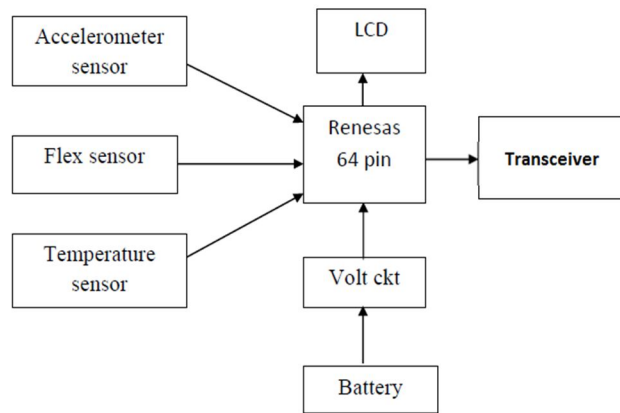 Accelerometer
sensor
LCD
Renesas
64 pin
Flex sensor
Transceiver
Temperature
sensor
Volt ckt
Battery